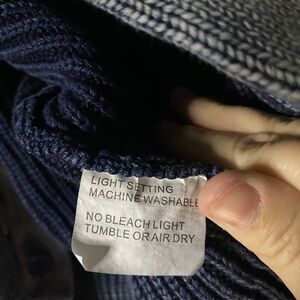 LIGHT SETTING
MACHINE WASHABLE
NO BLEACH LIGHT
TUMBLE OR AIR DRY